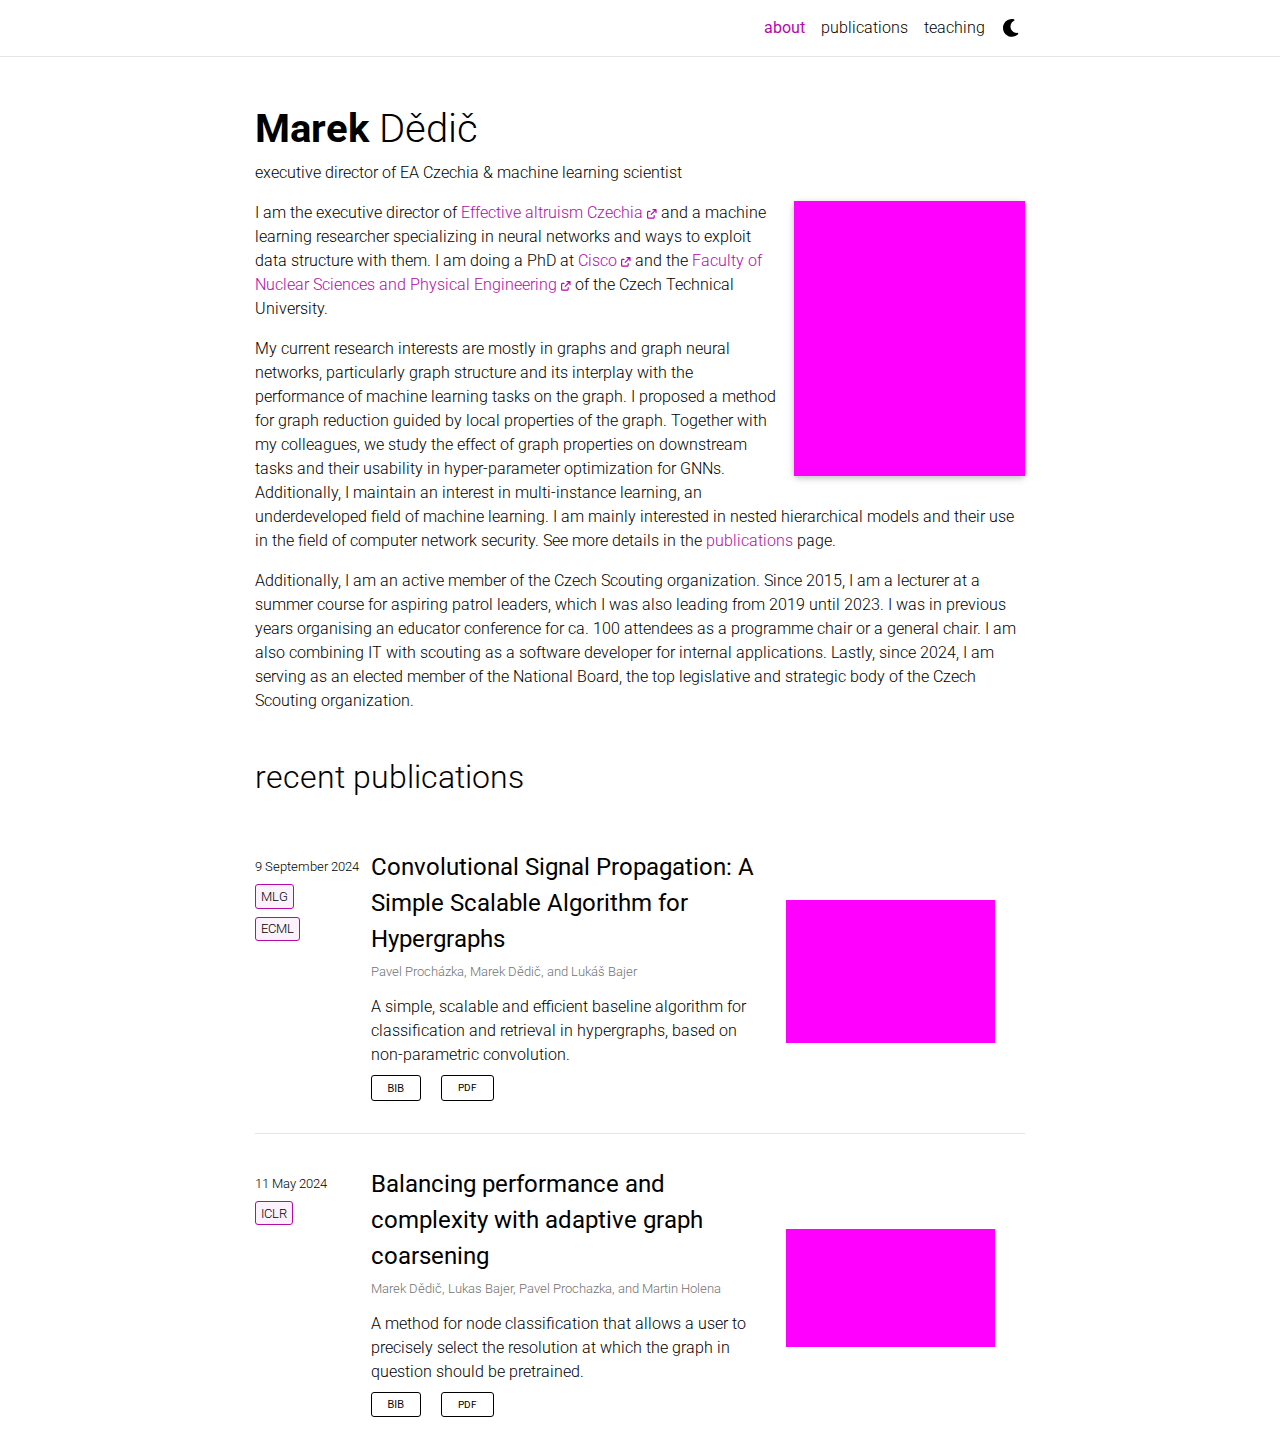 about publications teaching
Marek Dědič
executive director of EA Czechia & machine learning scientist
I am the executive director of Effective altruism Czechia and a machine
learning researcher specializing in neural networks and ways to exploit
data structure with them. I am doing a PhD at Cisco and the Faculty of
Nuclear Sciences and Physical Engineering of the Czech Technical
University.
My current research interests are mostly in graphs and graph neural
networks, particularly graph structure and its interplay with the
performance of machine learning tasks on the graph. I proposed a method
for graph reduction guided by local properties of the graph. Together with
my colleagues, we study the effect of graph properties on downstream
tasks and their usability in hyper-parameter optimization for GNNs.
Additionally, I maintain an interest in multi-instance learning, an
underdeveloped field of machine learning. I am mainly interested in nested hierarchical models and their use
in the field of computer network security. See more details in the publications page.
Additionally, I am an active member of the Czech Scouting organization. Since 2015, I am a lecturer at a
summer course for aspiring patrol leaders, which I was also leading from 2019 until 2023. I was in previous
years organising an educator conference for ca. 100 attendees as a programme chair or a general chair. I am
also combining IT with scouting as a software developer for internal applications. Lastly, since 2024, I am
serving as an elected member of the National Board, the top legislative and strategic body of the Czech
Scouting organization.
recent publications
9 September 2024
MLG
ECML
Convolutional Signal Propagation: A
Simple Scalable Algorithm for
Hypergraphs
Pavel Procházka, Marek Dědič, and Lukáš Bajer
A simple, scalable and efficient baseline algorithm for
classification and retrieval in hypergraphs, based on
non-parametric convolution.
BIB PDF
11 May 2024
ICLR
Balancing performance and
complexity with adaptive graph
coarsening
Marek Dědič, Lukas Bajer, Pavel Prochazka, and Martin Holena
A method for node classification that allows a user to
precisely select the resolution at which the graph in
question should be pretrained.
BIB PDF